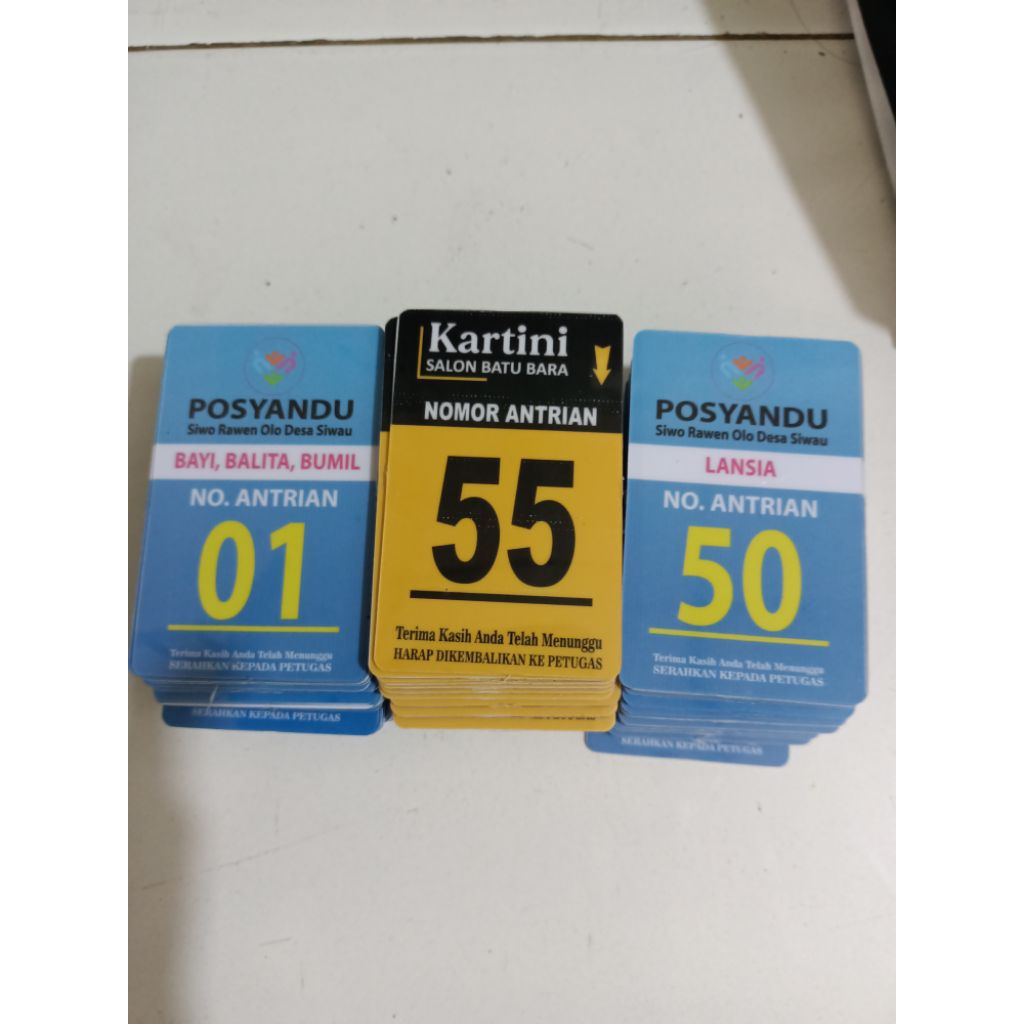 POSYANDU
Siwo Rawen Olo Desa Siwau
BAYI, BALITA, BUMIL
NO. ANTRIAN
01
Terima Kasih Anda Telah Menunggu
SERAHKAN KEPADA PETUGAS
SERAHKAN KEPADA PETUGAS
Kartini
SALON BATU BARA
NOMOR ANTRIAN
55
Terima Kasih Anda Telah Menunggu
HARAP DIKEMBALIKAN KE PETUGAS
POSYANDU
Siwo Rawen Olo Desa Siwau
LANSIA
NO. ANTRIAN
50
Terima Kasih Anda Telah Menunggu
SERAHKAN KEPADA PETUGAS
SERAHKAN KEPADA PETUGAS